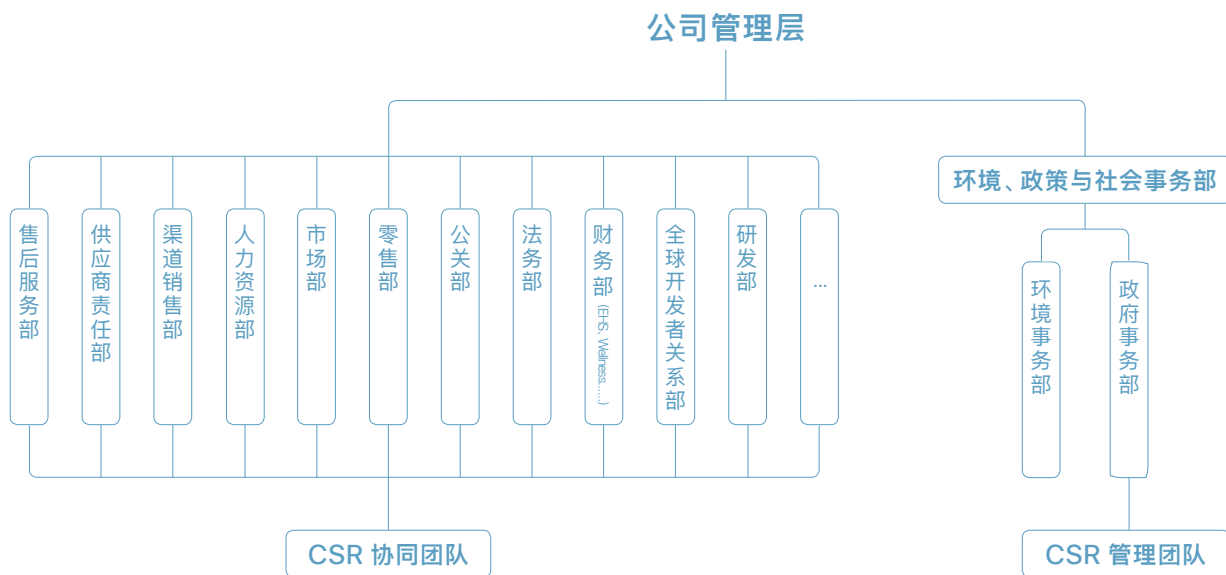 公司管理层
环境、政策与社会事务部
售后服务部
供应商责任部
渠道销售部
人力资源部
市场部
零售部
公关部
法务部
财务部(EHS, Wellness......)
全球开发者关系部
研发部
...
环境事务部
政府事务部
CSR 协同团队
CSR 管理团队